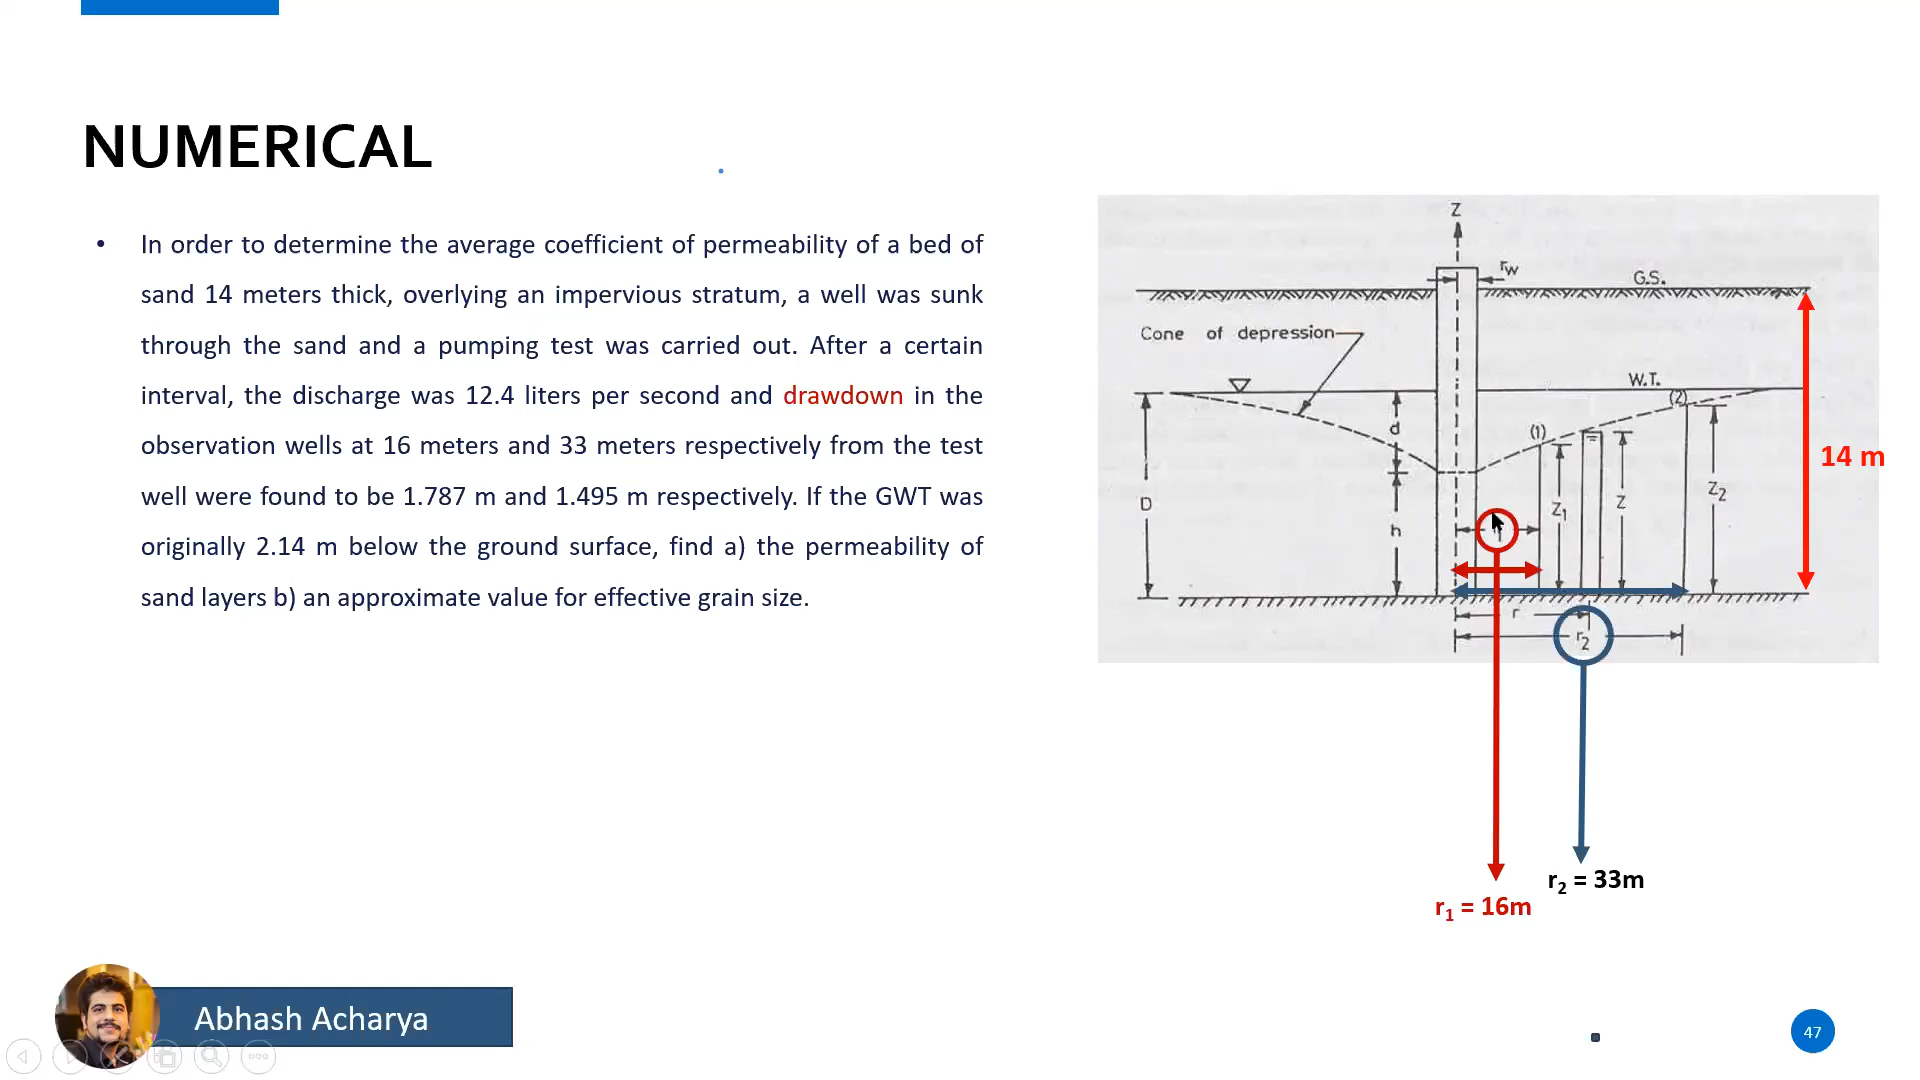 NUMERICAL
• In order to determine the average coefficient of permeability of a bed of
sand 14 meters thick, overlying an impervious stratum, a well was sunk
through the sand and a pumping test was carried out. After a certain
interval, the discharge was 12.4 liters per second and drawdown in the
observation wells at 16 meters and 33 meters respectively from the test
well were found to be 1.787 m and 1.495 m respectively. If the GWT was
originally 2.14 m below the ground surface, find a) the permeability of
sand layers b) an approximate value for effective grain size.
Z
rw
G.S.
Cone of depression
W.T.
(2)
d
(1)
14 m
D
h
Z1
Z
Z2
r
r2
r2 = 33m
r1 = 16m
Abhash Acharya
47